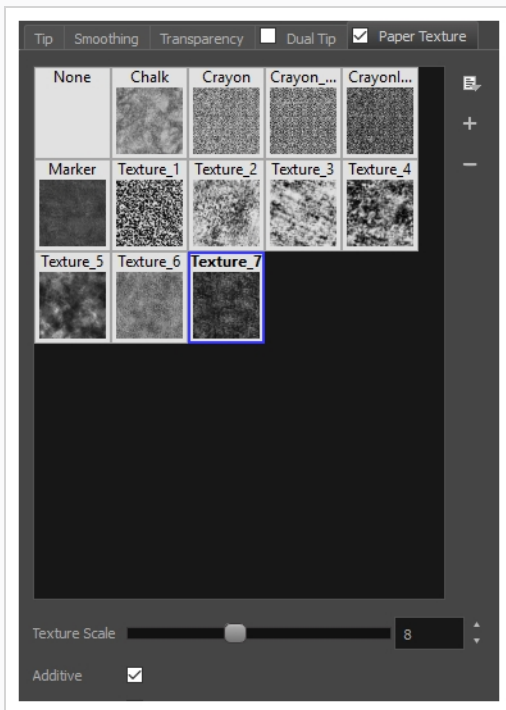 Tip Smoothing Transparency Dual Tip Paper Texture
None Chalk Crayon Crayon_... Crayonl...
Marker Texture_1 Texture_2 Texture_3 Texture_4
Texture_5 Texture_6 Texture_7
Texture Scale 8
Additive